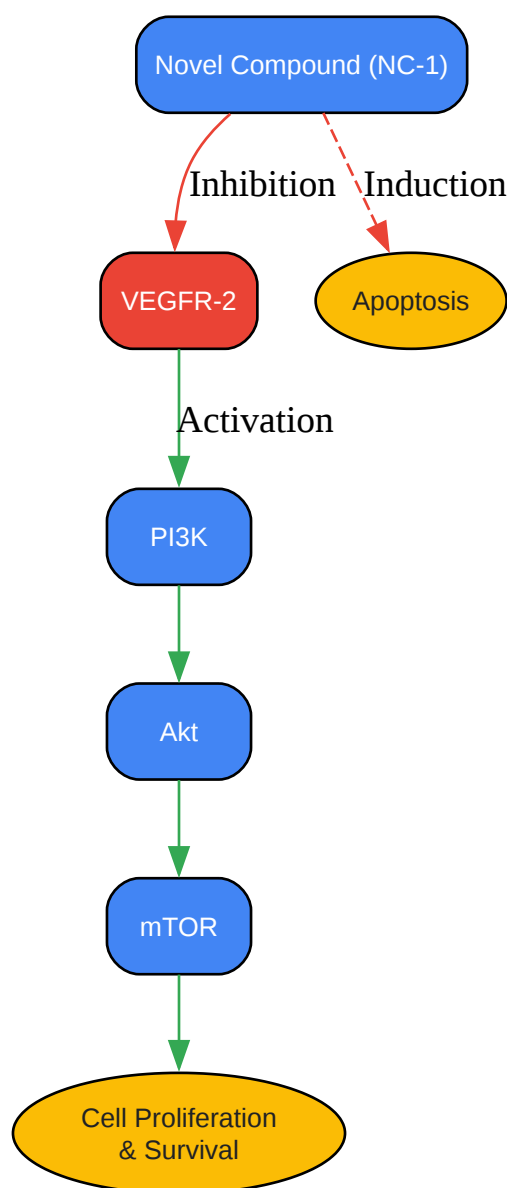 Novel Compound (NC-1)
Inhibition
Induction
VEGFR-2
Apoptosis
Activation
PI3K
Akt
mTOR
Cell Proliferation
& Survival